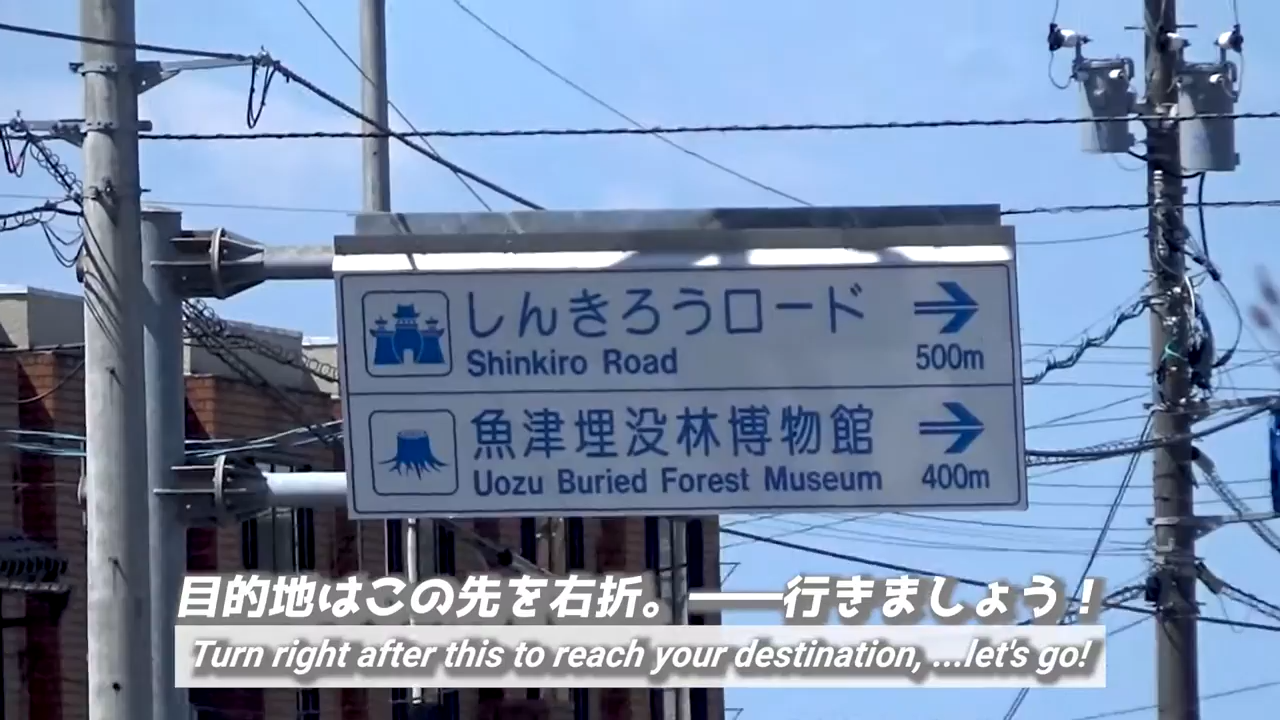 しんきろうロード
Shinkiro Road
500m
魚津埋没林博物館
Uozu Buried Forest Museum
400m
目的地はこの先を右折。――行きましょう！
Turn right after this to reach your destination, ...let's go!